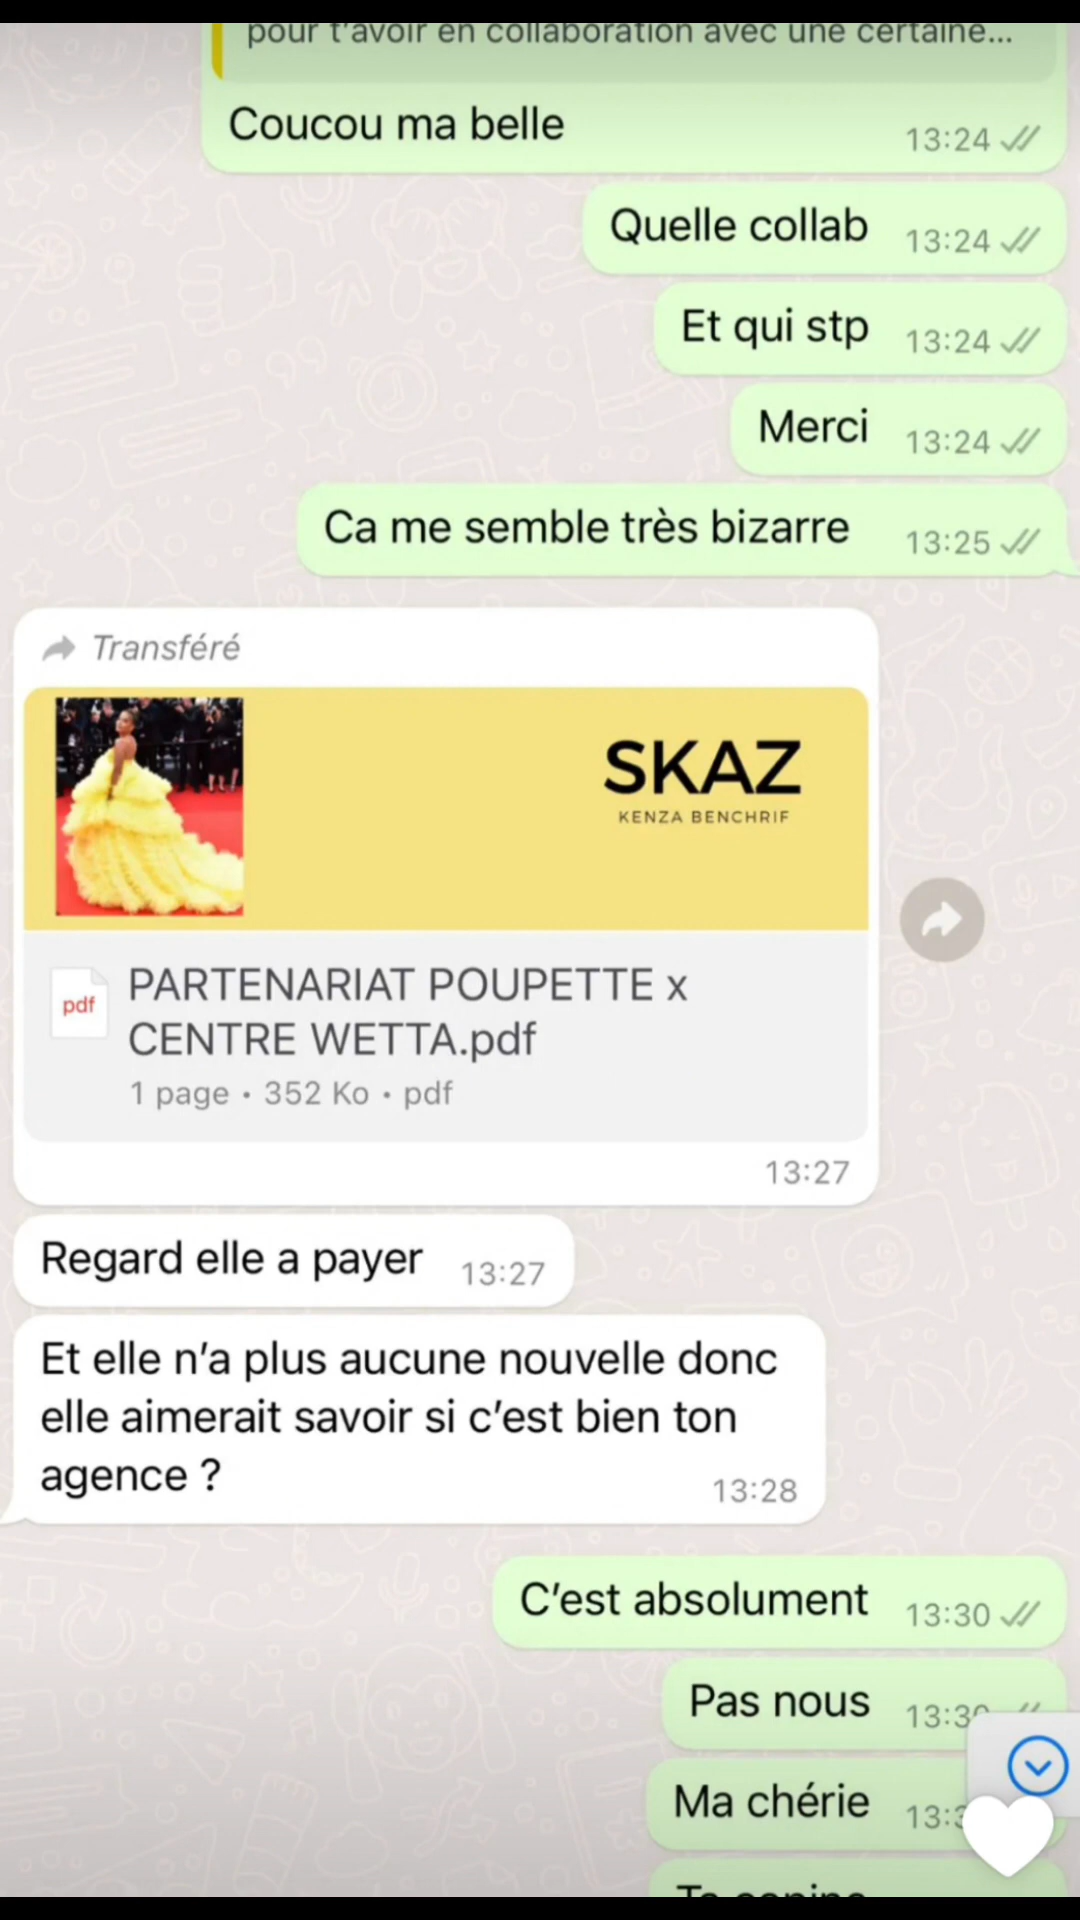 pour t'avoir en collaboration avec une certaine...
Coucou ma belle
13:24
Quelle collab
13:24
Et qui stp
13:24
Merci
13:24
Ca me semble très bizarre
13:25
Transféré
SKAZ
KENZA BENCHRIF
pdf
PARTENARIAT POUPETTE x
CENTRE WETTA.pdf
1 page • 352 Ko • pdf
13:27
Regard elle a payer
13:27
Et elle n'a plus aucune nouvelle donc
elle aimerait savoir si c'est bien ton
agence ?
13:28
C'est absolument
13:30
Pas nous
Ma chérie